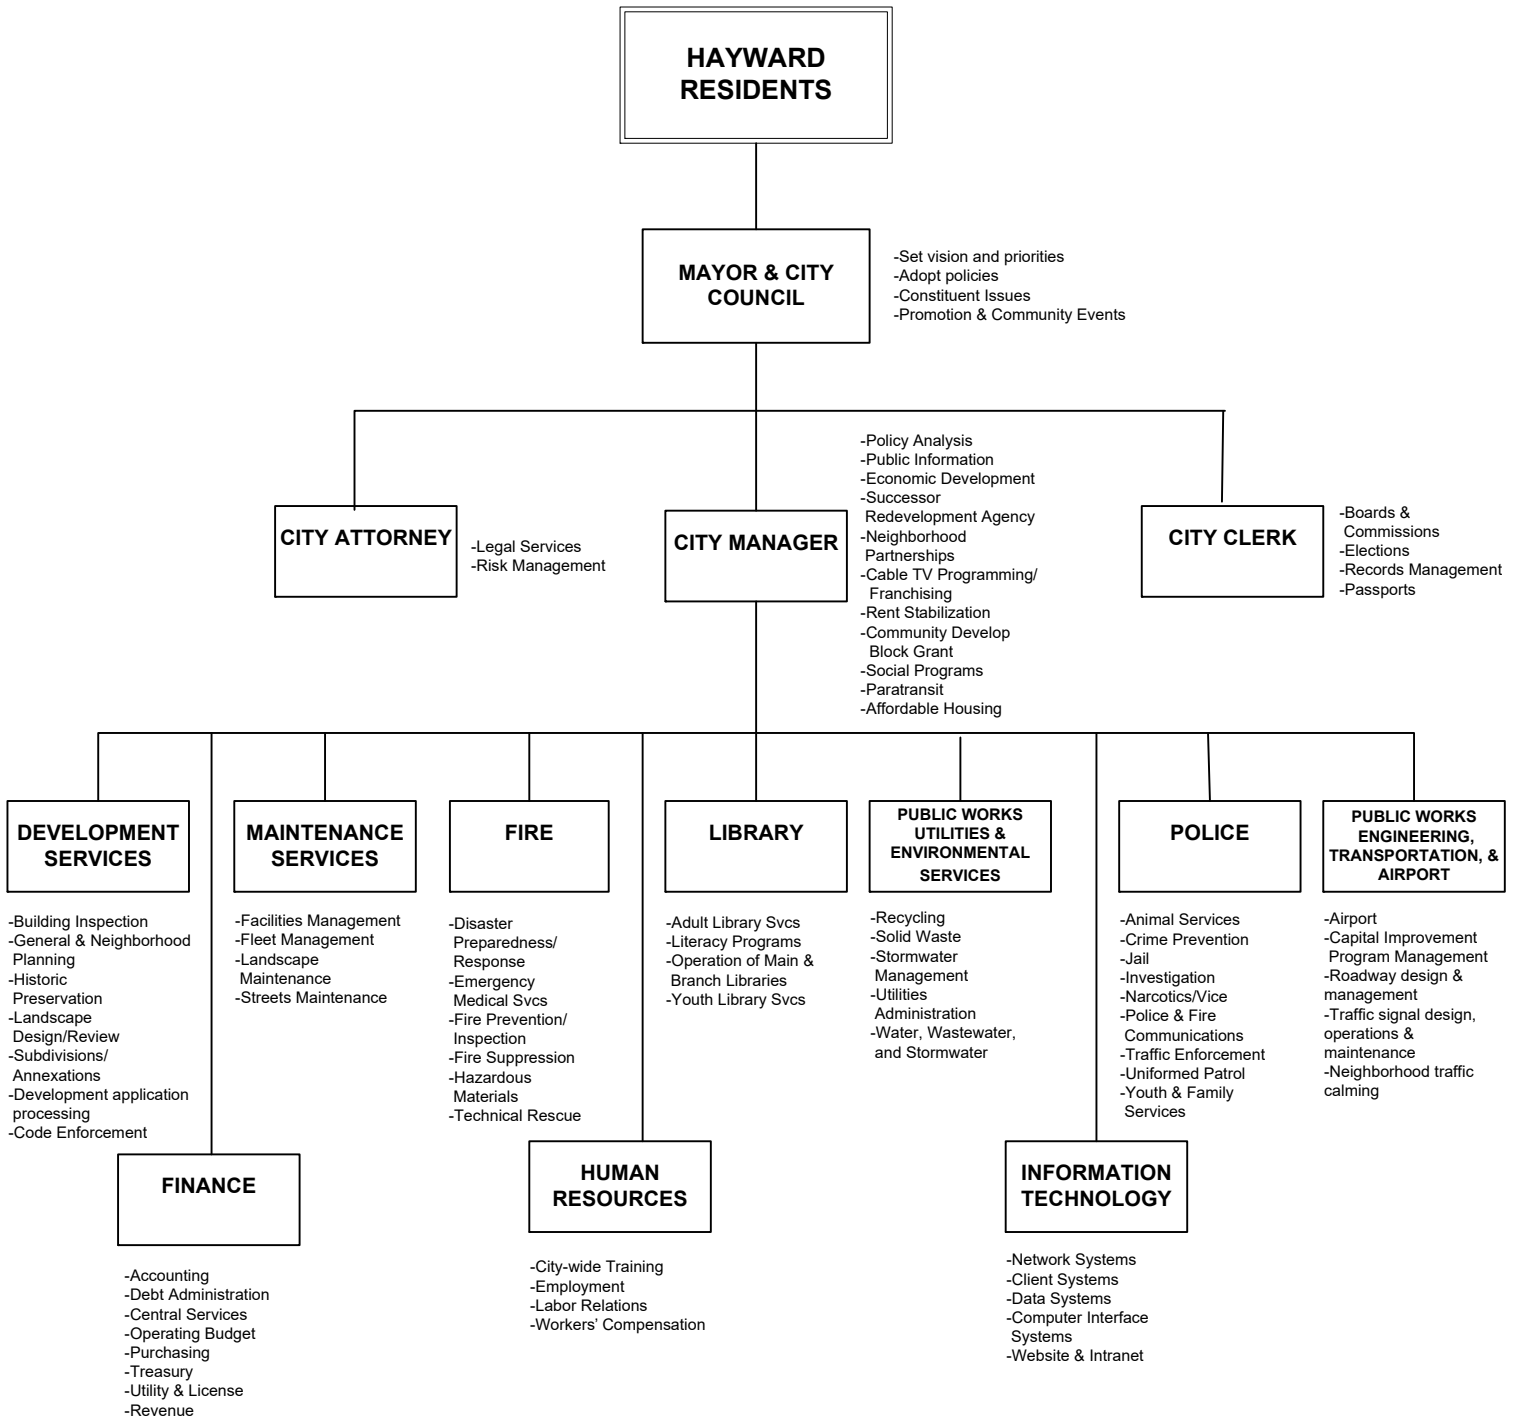 HAYWARD
RESIDENTS
MAYOR & CITY
COUNCIL
-Set vision and priorities
-Adopt policies
-Constituent Issues
-Promotion & Community Events
CITY ATTORNEY
-Legal Services
-Risk Management
CITY MANAGER
-Policy Analysis
-Public Information
-Economic Development
-Successor
Redevelopment Agency
-Neighborhood
Partnerships
-Cable TV Programming/
Franchising
-Rent Stabilization
-Community Develop
Block Grant
-Social Programs
-Paratransit
-Affordable Housing
CITY CLERK
-Boards &
Commissions
-Elections
-Records Management
-Passports
DEVELOPMENT
SERVICES
-Building Inspection
-General & Neighborhood
Planning
-Historic
Preservation
-Landscape
Design/Review
-Subdivisions/
Annexations
-Development application
processing
-Code Enforcement
MAINTENANCE
SERVICES
-Facilities Management
-Fleet Management
-Landscape
Maintenance
-Streets Maintenance
FIRE
-Disaster
Preparedness/
Response
-Emergency
Medical Svcs
-Fire Prevention/
Inspection
-Fire Suppression
-Hazardous
Materials
-Technical Rescue
LIBRARY
-Adult Library Svcs
-Literacy Programs
-Operation of Main &
Branch Libraries
-Youth Library Svcs
PUBLIC WORKS
UTILITIES &
ENVIRONMENTAL
SERVICES
-Recycling
-Solid Waste
-Stormwater
Management
-Utilities
Administration
-Water, Wastewater,
and Stormwater
POLICE
-Animal Services
-Crime Prevention
-Jail
-Investigation
-Narcotics/Vice
-Police & Fire
Communications
-Traffic Enforcement
-Uniformed Patrol
-Youth & Family
Services
PUBLIC WORKS
ENGINEERING,
TRANSPORTATION, &
AIRPORT
-Airport
-Capital Improvement
Program Management
-Roadway design &
management
-Traffic signal design,
operations &
maintenance
-Neighborhood traffic
calming
FINANCE
-Accounting
-Debt Administration
-Central Services
-Operating Budget
-Purchasing
-Treasury
-Utility & License
-Revenue
HUMAN
RESOURCES
-City-wide Training
-Employment
-Labor Relations
-Workers’ Compensation
INFORMATION
TECHNOLOGY
-Network Systems
-Client Systems
-Data Systems
-Computer Interface
Systems
-Website & Intranet